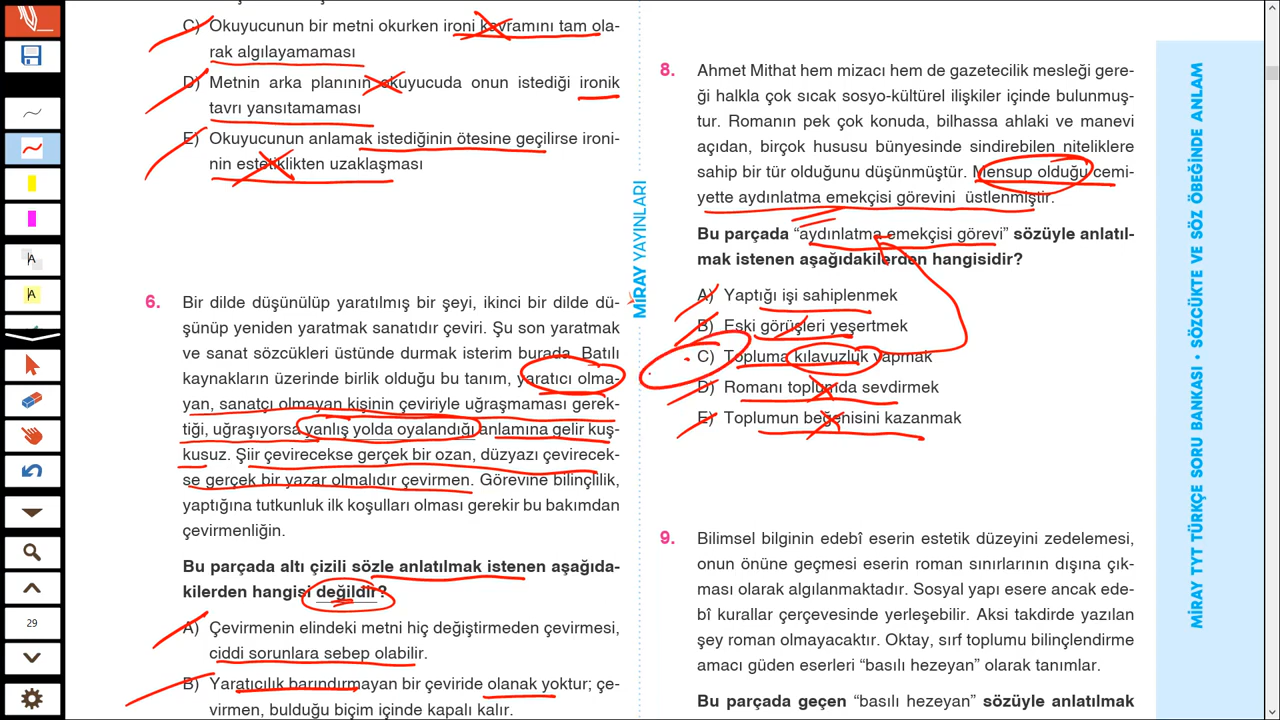 C) Okuyucunun bir metni okurken ironi kavramını tam ola-
rak algılayamaması
D) Metnin arka planının okuyucuda onun istediği ironik
tavrı yansıtamaması
E) Okuyucunun anlamak istediğinin ötesine geçilirse ironi-
nin estetiklikten uzaklaşması
6. Bir dilde düşünülüp yaratılmış bir şeyi, ikinci bir dilde dü-
şünüp yeniden yaratmak sanatıdır çeviri. Şu son yaratmak
ve sanat sözcükleri üstünde durmak isterim burada. Batılı
kaynakların üzerinde birlik olduğu bu tanım, yaratıcı olma-
yan, sanatçı olmayan kişinin çeviriyle uğraşmaması gerek-
tiği, uğraşıyorsa yanlış yolda oyalandığı anlamına gelir kuş-
kusuz. Şiir çevirecekse gerçek bir ozan, düzyazı çevirecek-
se gerçek bir yazar olmalıdır çevirmen. Görevine bilinçlilik,
yaptığına tutkunluk ilk koşulları olması gerekir bu bakımdan
çevirmenliğin.
Bu parçada altı çizili sözle anlatılmak istenen aşağıda-
kilerden hangisi değildir?
A) Çevirmenin elindeki metni hiç değiştirmeden çevirmesi,
ciddi sorunlara sebep olabilir.
B) Yaratıcılık barındırmayan bir çeviride olanak yoktur; çe-
virmen, bulduğu biçim içinde kapalı kalır.
MİRAY YAYINLARI
8. Ahmet Mithat hem mizacı hem de gazetecilik mesleği gere-
ği halkla çok sıcak sosyo-kültürel ilişkiler içinde bulunmuş-
tur. Romanın pek çok konuda, bilhassa ahlaki ve manevi
açıdan, birçok hususu bünyesinde sindirebilen niteliklere
sahip bir tür olduğunu düşünmüştür. Mensup olduğu cemi-
yette aydınlatma emekçisi görevini üstlenmiştir.
Bu parçada “aydınlatma emekçisi görevi” sözüyle anlatıl-
mak istenen aşağıdakilerden hangisidir?
A) Yaptığı işi sahiplenmek
B) Eski görüşleri yeşertmek
C) Topluma kılavuzluk yapmak
D) Romanı toplumda sevdirmek
E) Toplumun beğenisini kazanmak
9. Bilimsel bilginin edebî eserin estetik düzeyini zedelemesi,
onun önüne geçmesi eserin roman sınırlarının dışına çık-
ması olarak algılanmaktadır. Sosyal yapı esere ancak ede-
bî kurallar çerçevesinde yerleşebilir. Aksi takdirde yazılan
şey roman olmayacaktır. Oktay, sırf toplumu bilinçlendirme
amacı güden eserleri “basılı hezeyan” olarak tanımlar.
Bu parçada geçen “basılı hezeyan” sözüyle anlatılmak
MİRAY TYT TÜRKÇE SORU BANKASI • SÖZCÜKTE VE SÖZ ÖBEĞİNDE ANLAM
A
A
29